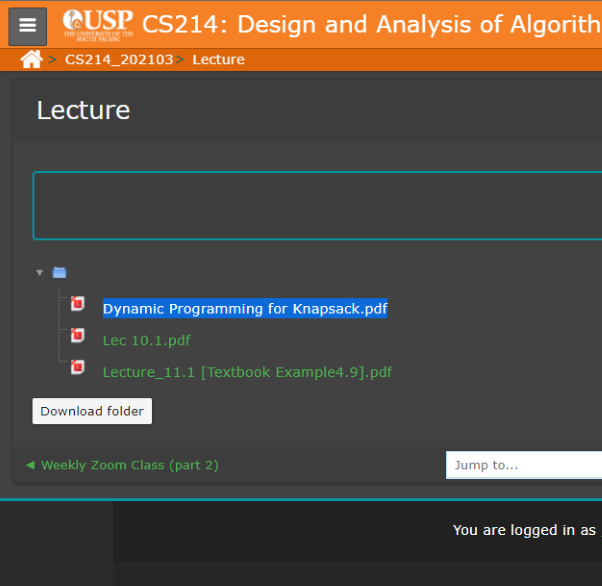 USP
THE UNIVERSITY OF THE
SOUTH PACIFIC
CS214: Design and Analysis of Algorith
> CS214_202103 > Lecture
Lecture
Dynamic Programming for Knapsack.pdf
Lec 10.1.pdf
Lecture_11.1 [Textbook Example4.9].pdf
Download folder
◄ Weekly Zoom Class (part 2)
Jump to...
You are logged in as